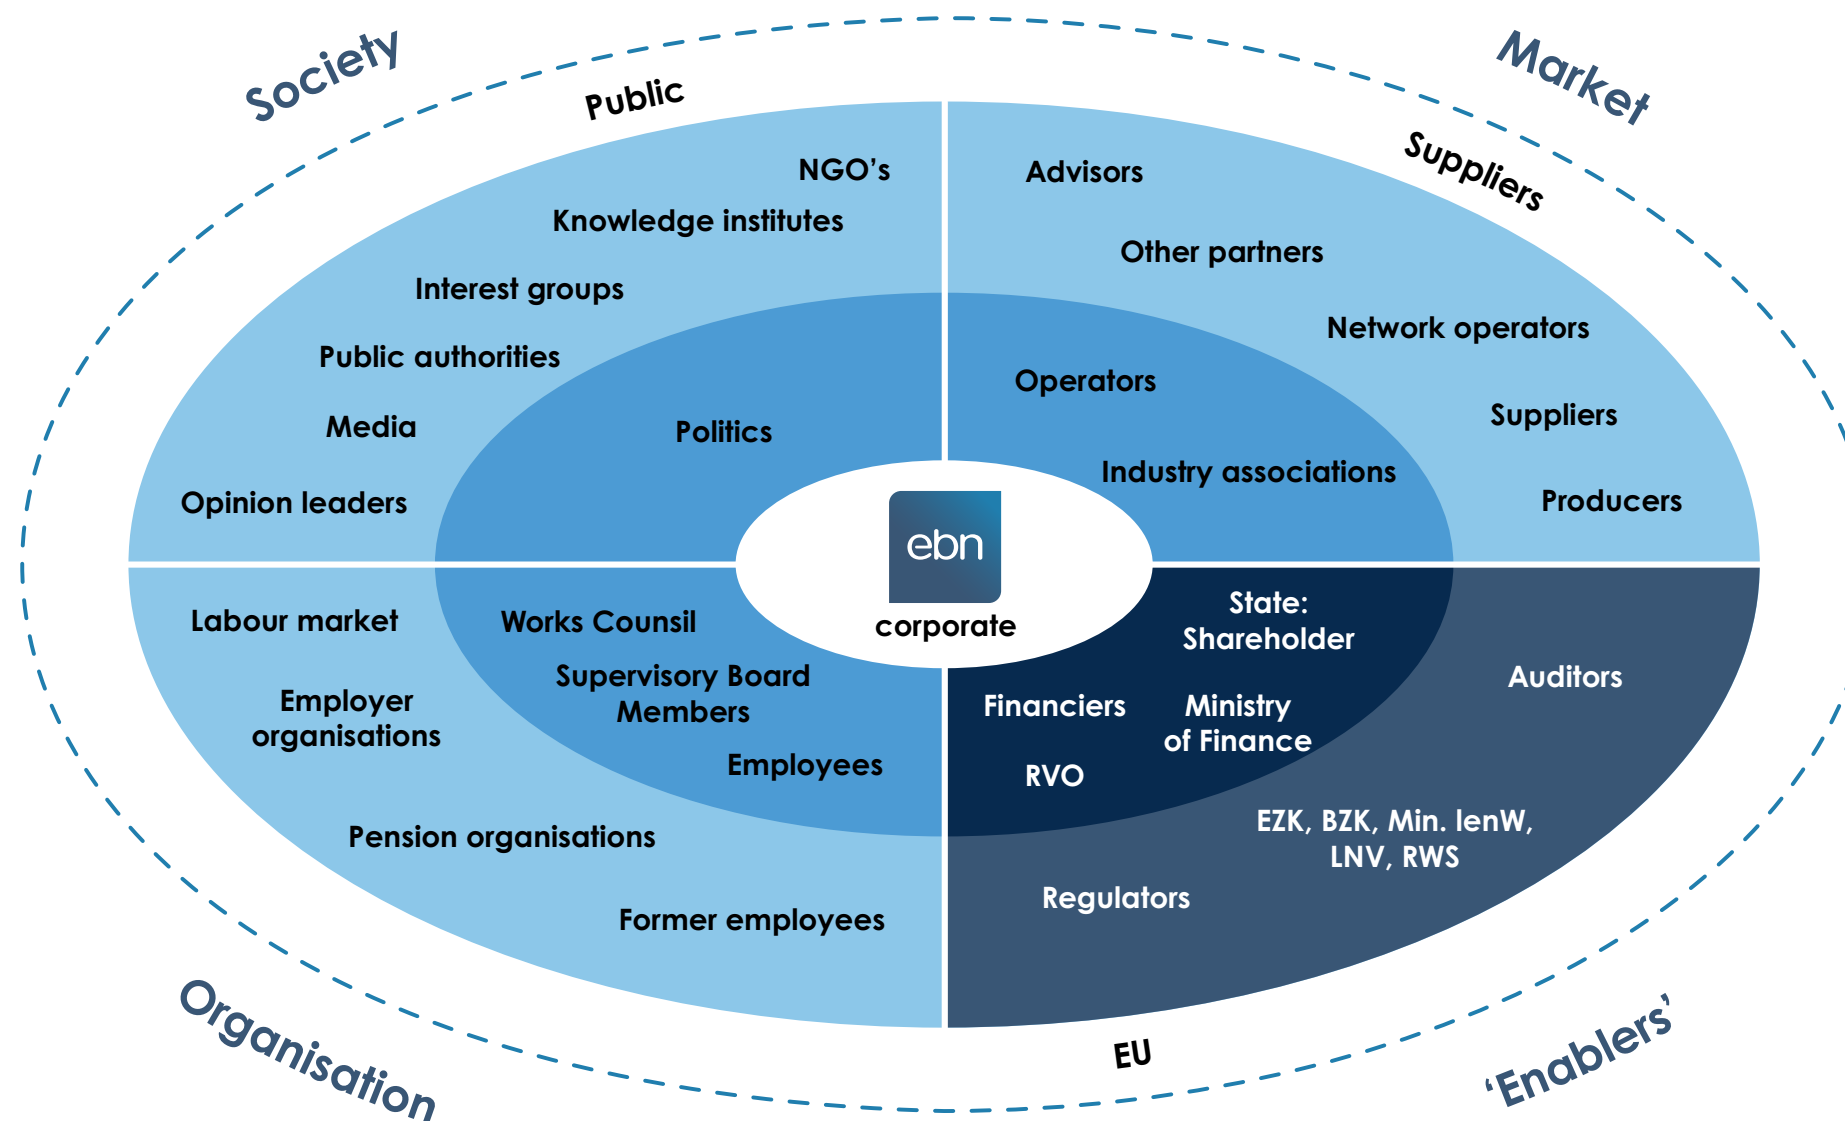 Society
Market
Public
Suppliers
NGO’s
Knowledge institutes
Interest groups
Public authorities
Media
Opinion leaders
Politics
Advisors
Other partners
Network operators
Suppliers
Producers
Operators
Industry associations
ebn
corporate
Labour market
Employer
organisations
Pension organisations
Former employees
Works Counsil
Supervisory Board
Members
Employees
State:
Shareholder
Financiers
Ministry
of Finance
RVO
Auditors
EZK, BZK, Min. IenW,
LNV, RWS
Regulators
EU
Organisation
‘Enablers’